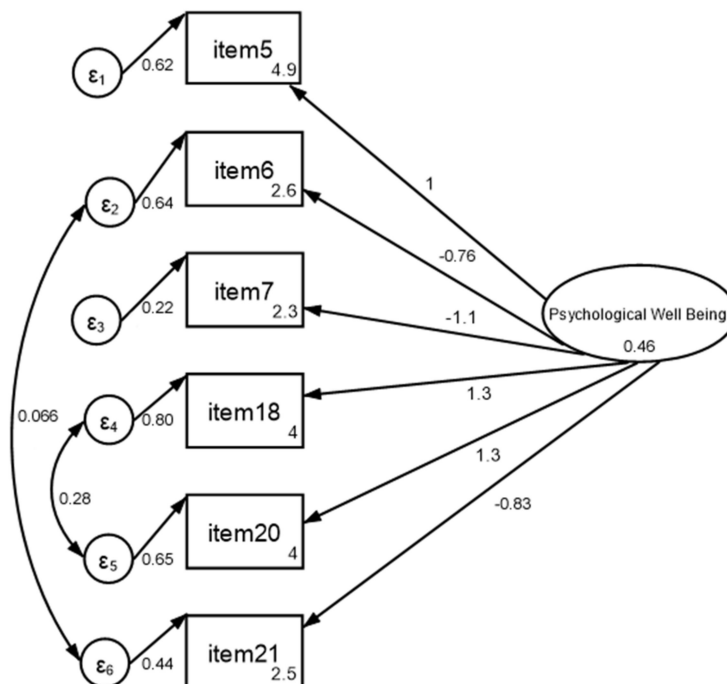 item5
4.9
ε1
0.62
item6
2.6
ε2
0.64
1
-0.76
item7
2.3
ε3
0.22
-1.1
Psychological Well Being
0.46
item18
4
ε4
0.80
1.3
0.066
0.28
1.3
item20
4
ε5
0.65
-0.83
item21
2.5
ε6
0.44